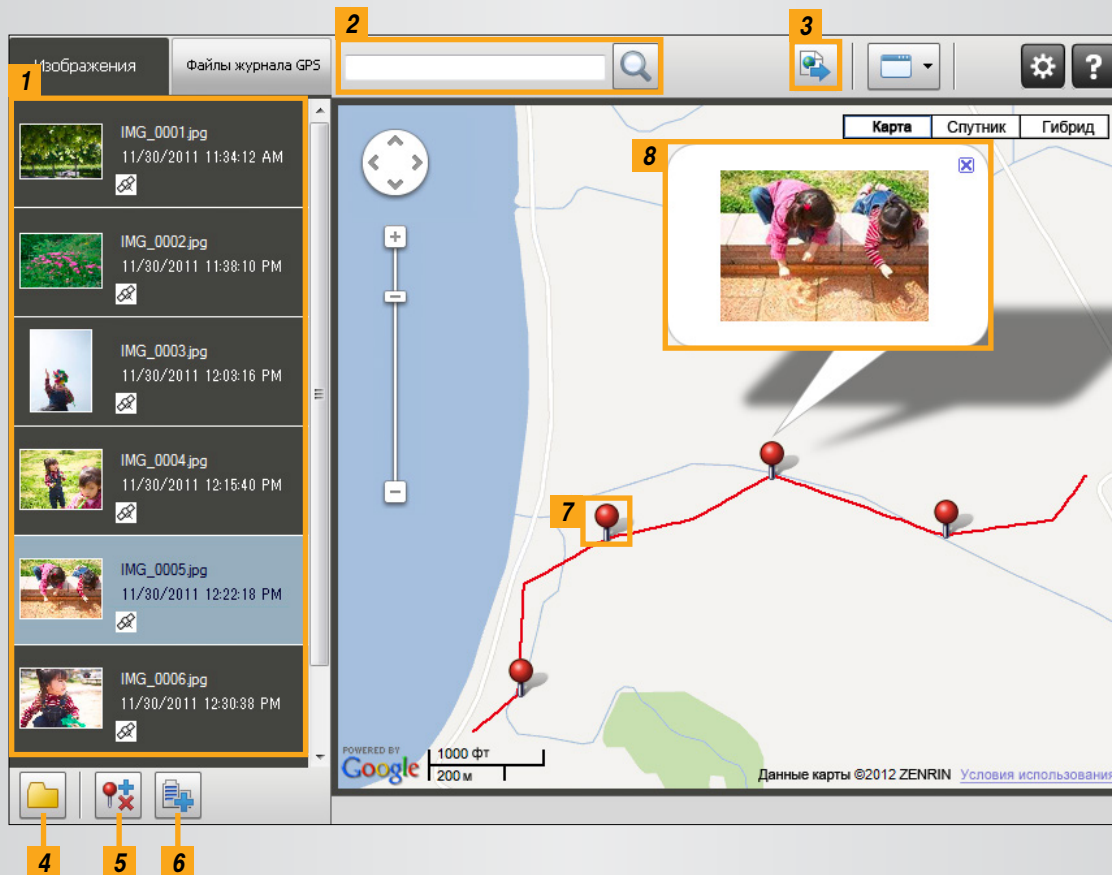 2
3
Изображения
Файлы журнала GPS
?
1
IMG_0001.jpg
11/30/2011 11:34:12 AM
IMG_0002.jpg
11/30/2011 11:38:10 PM
IMG_0003.jpg
11/30/2011 12:03:16 PM
IMG_0004.jpg
11/30/2011 12:15:40 PM
IMG_0005.jpg
11/30/2011 12:22:18 PM
IMG_0006.jpg
11/30/2011 12:30:38 PM
Карта
Спутник
Гибрид
8
7
POWERED BY
Google
1000 фт
200 м
Данные карты ©2012 ZENRIN Условия использования
4
5
6